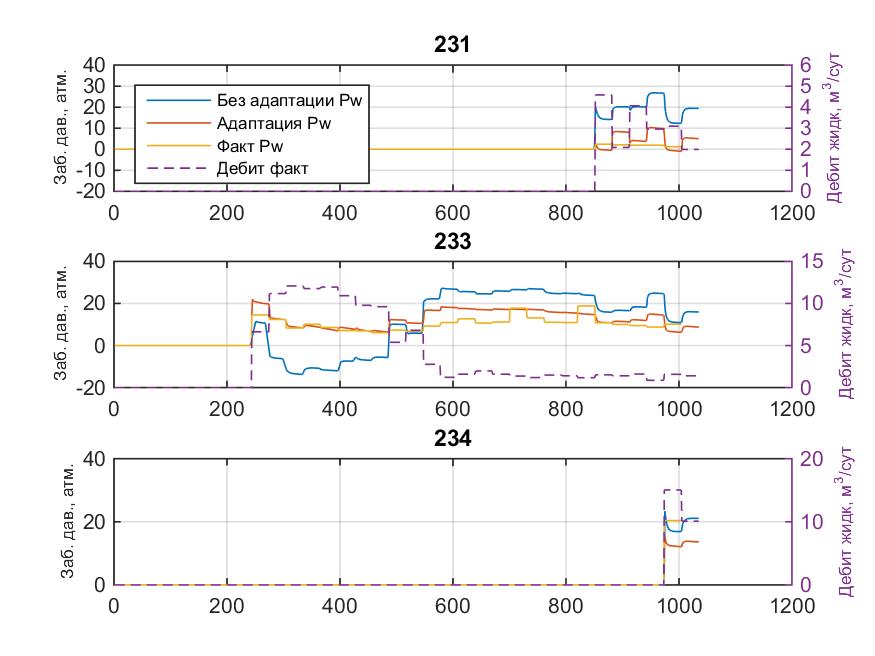 231
Заб. дав., атм.
40
30
20
10
0
-10
-20
Без адаптации Pw
Адаптация Pw
Факт Pw
Дебит факт
6
5
4
3
2
1
0
Дебит жидк, м³/сут
0 200 400 600 800 1000 1200
233
Заб. дав., атм.
40
20
0
-20
15
10
5
0
Дебит жидк, м³/сут
0 200 400 600 800 1000 1200
234
Заб. дав., атм.
40
20
0
20
10
0
Дебит жидк, м³/сут
0 200 400 600 800 1000 1200